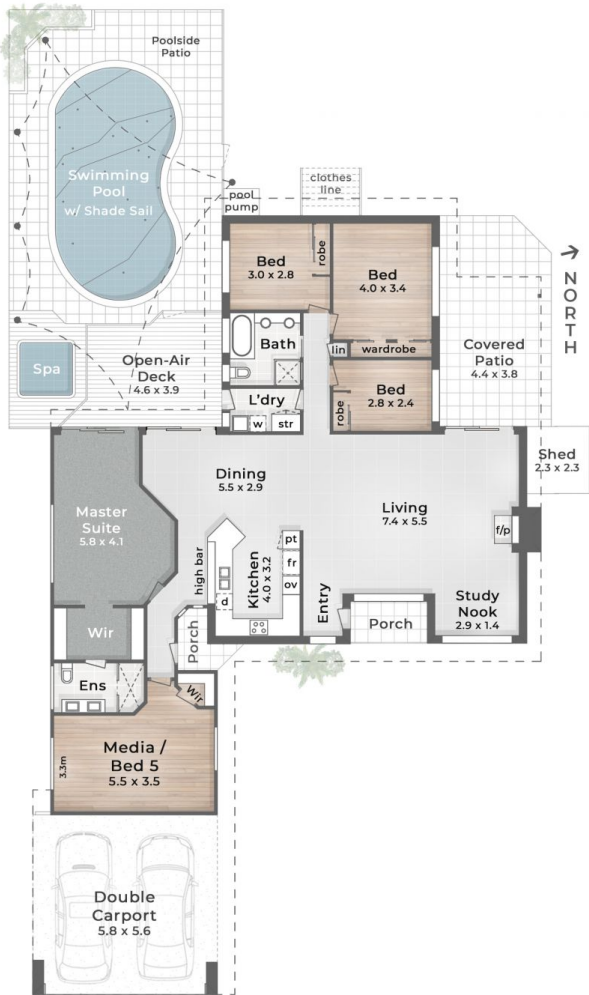 Poolside
Patio
Swimming
Pool
w/ Shade Sail
pool
pump
clothes
line
Bed
3.0 x 2.8
robe
Bed
4.0 x 3.4
NORTH
Bath
lin
wardrobe
Covered
Patio
4.4 x 3.8
Spa
Open-Air
Deck
4.6 x 3.9
L'dry
w
str
robe
Bed
2.8 x 2.4
Shed
2.3 x 2.3
Dining
5.5 x 2.9
Living
7.4 x 5.5
Master
Suite
5.8 x 4.1
f/p
high bar
Kitchen
4.0 x 3.2
pt
fr
ov
d
Entry
Study
Nook
2.9 x 1.4
Porch
Porch
Wir
Ens
Wir
Media /
Bed 5
5.5 x 3.5
3.3m
Double
Carport
5.8 x 5.6